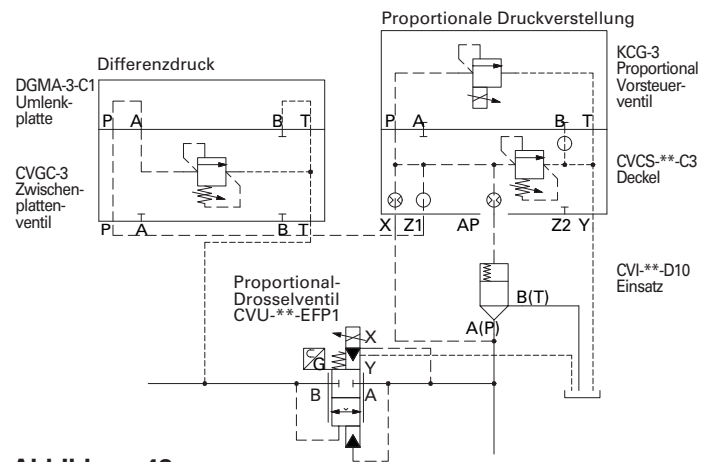 Proportionale Druckverstellung
Differenzdruck
DGMA-3-C1
Umlenk-
platte
KCG-3
Proportional
Vorsteuer-
ventil
P A B T
P A B T
CVGC-3
Zwischen-
platten-
ventil
CVCS-**-C3
Deckel
P A B T
X Z1 AP Z2 Y
Proportional-
Drosselventil
CVU-**-EFP1
CVI-**-D10
Einsatz
B(T)
A(P)
X
G Y
B A